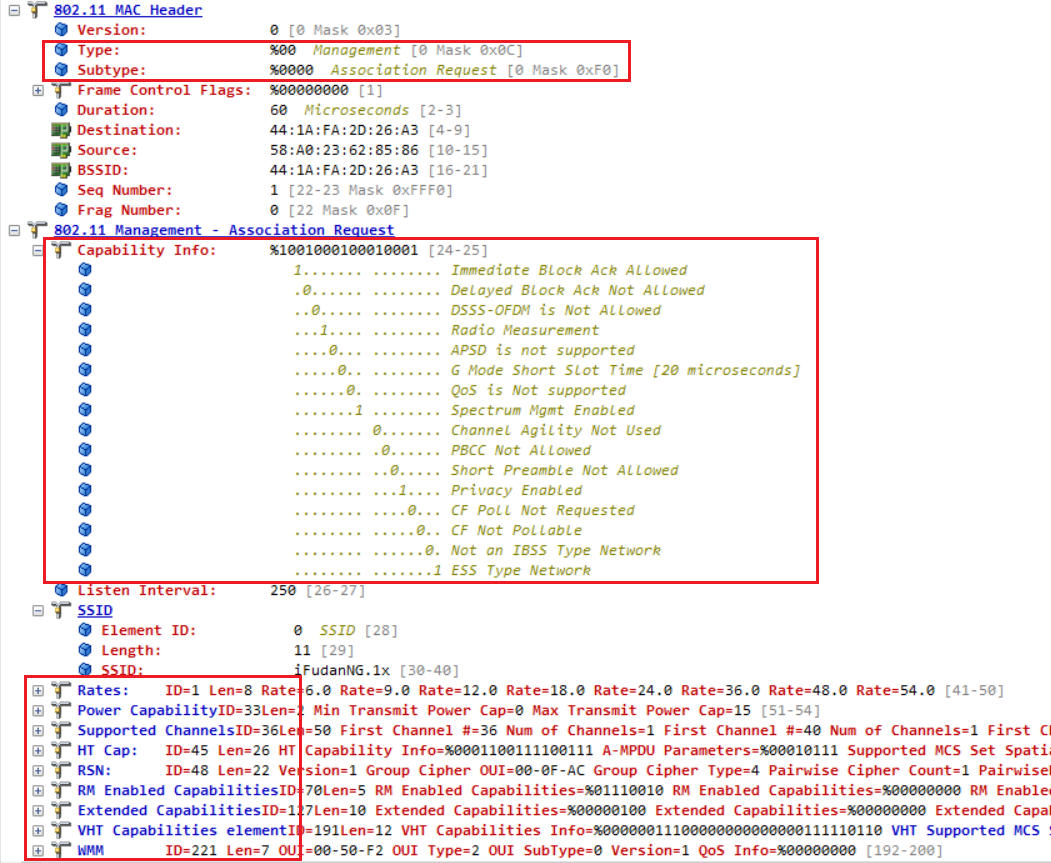 802.11 MAC Header
Version: 0 [0 Mask 0x03]
Type: %00 Management [0 Mask 0x0C]
Subtype: %0000 Association Request [0 Mask 0xF0]
Frame Control Flags: %00000000 [1]
Duration: 60 Microseconds [2-3]
Destination: 44:1A:FA:2D:26:A3 [4-9]
Source: 58:A0:23:62:85:86 [10-15]
BSSID: 44:1A:FA:2D:26:A3 [16-21]
Seq Number: 1 [22-23 Mask 0xFFF0]
Frag Number: 0 [22 Mask 0x0F]
802.11 Management - Association Request
Capability Info: %1001000100010001 [24-25]
1....... ........ Immediate Block Ack Allowed
.0...... ........ Delayed Block Ack Not Allowed
..0..... ........ DSSS-OFDM is Not Allowed
...1.... ........ Radio Measurement
....0... ........ APSD is not supported
.....0.. ........ G Mode Short Slot Time [20 microseconds]
......0. ........ QoS is Not supported
.......1 ........ Spectrum Mgmt Enabled
........ 0....... Channel Agility Not Used
........ .0...... PBCC Not Allowed
........ ..0..... Short Preamble Not Allowed
........ ...1.... Privacy Enabled
........ ....0... CF Poll Not Requested
........ .....0.. CF Not Pollable
........ ......0. Not an IBSS Type Network
........ .......1 ESS Type Network
Listen Interval: 250 [26-27]
SSID
Element ID: 0 SSID [28]
Length: 11 [29]
SSID: iFudanNG.1x [30-40]
Rates: ID=1 Len=8 Rate=6.0 Rate=9.0 Rate=12.0 Rate=18.0 Rate=24.0 Rate=36.0 Rate=48.0 Rate=54.0 [41-50]
Power CapabilityID=33Len=2 Min Transmit Power Cap=0 Max Transmit Power Cap=15 [51-54]
Supported ChannelsID=36Len=50 First Channel #=36 Num of Channels=1 First Channel #=40 Num of Channels=1 First C
HT Cap: ID=45 Len=26 HT Capability Info=%0001100111100111 A-MPDU Parameters=%00010111 Supported MCS Set Spati
RSN: ID=48 Len=22 Version=1 Group Cipher OUI=00-0F-AC Group Cipher Type=4 Pairwise Cipher Count=1 Pairwise
RM Enabled CapabilitiesID=70Len=5 RM Enabled Capabilities=%01110010 RM Enabled Capabilities=%00000000 RM Enable
Extended CapabilitiesID=127Len=10 Extended Capabilities=%00000100 Extended Capabilities=%00000000 Extended Capa
VHT Capabilities elementID=191Len=12 VHT Capabilities Info=%00000011100000000000000111110110 VHT Supported MCS
WMM ID=221 Len=7 OUI=00-50-F2 OUI Type=2 OUI SubType=0 Version=1 QoS Info=%00000000 [192-200]